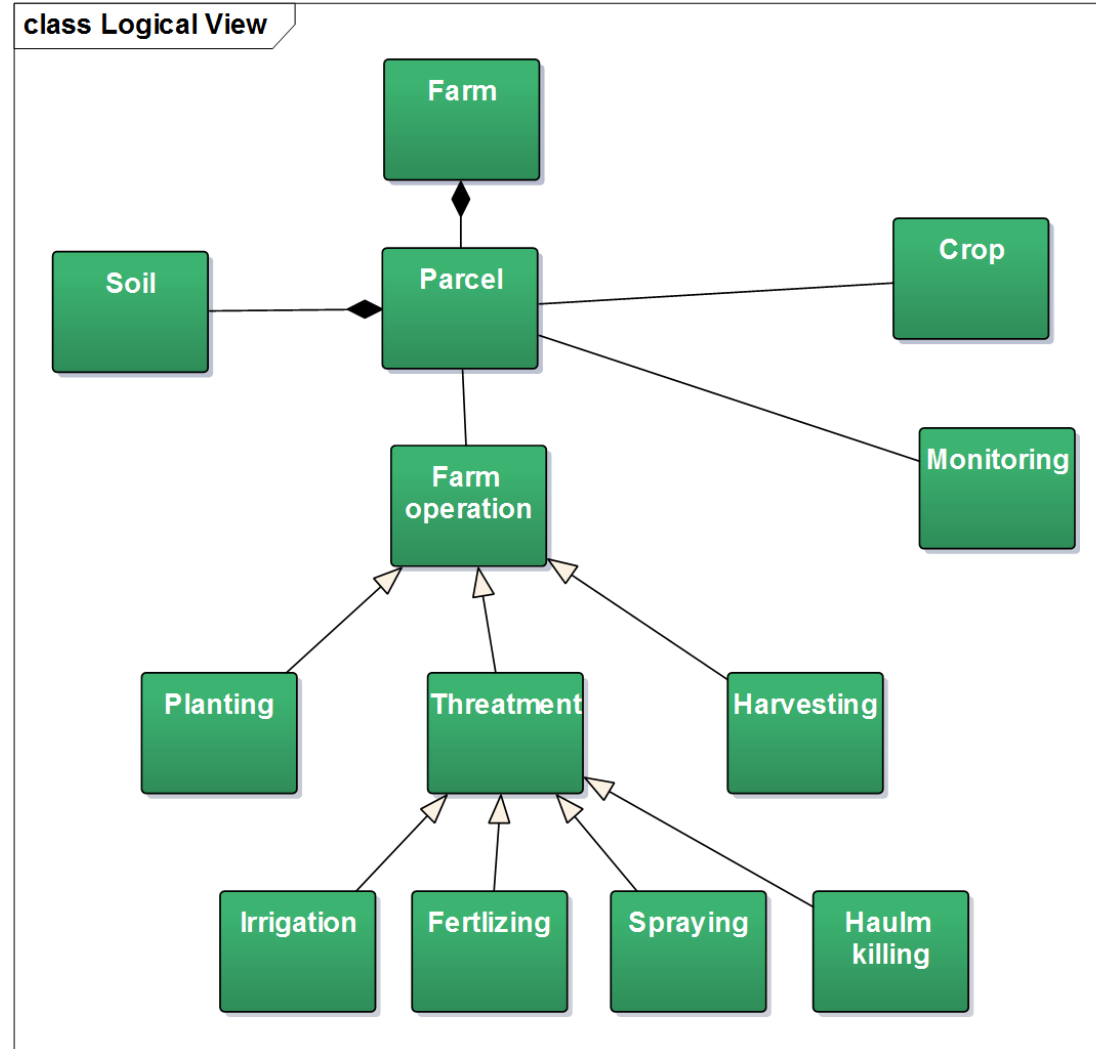 class Logical View
Farm
Soil
Parcel
Crop
Monitoring
Farm
operation
Planting
Threatment
Harvesting
Irrigation
Fertlizing
Spraying
Haulm
killing